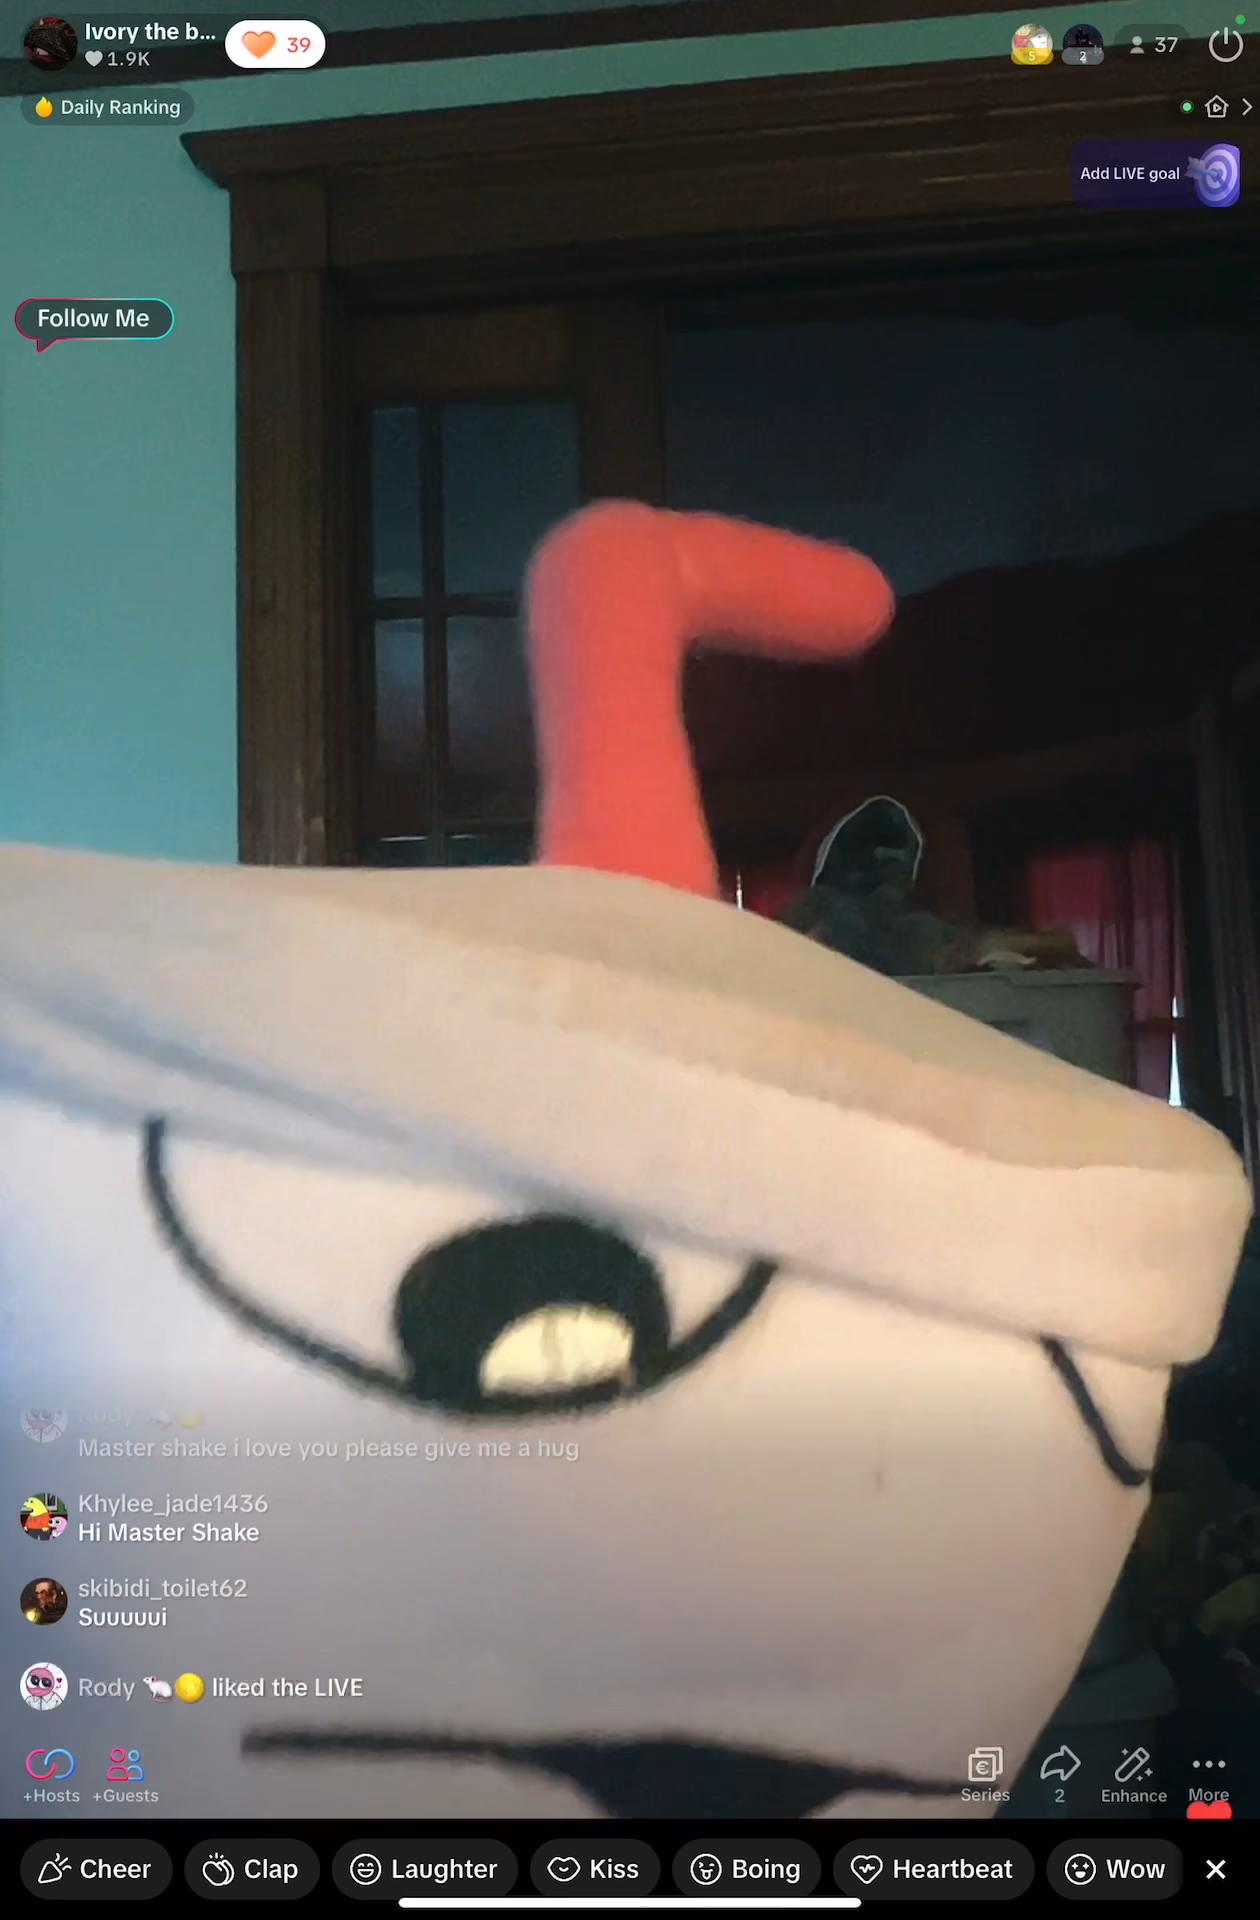 Ivory the b...
1.9K
39
5
2
37
Daily Ranking
Add LIVE goal
Follow Me
Rody
Master shake i love you please give me a hug
Khylee_jade1436
Hi Master Shake
skibidi_toilet62
Suuuuui
Rody 🐁🟡 liked the LIVE
+Hosts
+Guests
Series
2
Enhance
More
Cheer
Clap
Laughter
Kiss
Boing
Heartbeat
Wow